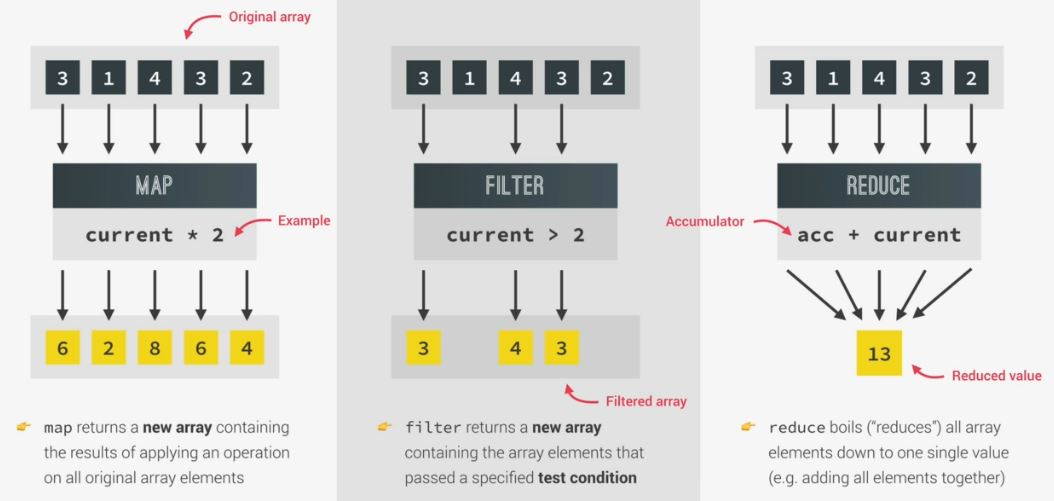 Original array
3 1 4 3 2
MAP
current * 2
Example
6 2 8 6 4
👉 map returns a new array containing
the results of applying an operation
on all original array elements
3 1 4 3 2
FILTER
current > 2
3 4 3
Filtered array
👉 filter returns a new array
containing the array elements that
passed a specified test condition
3 1 4 3 2
REDUCE
Accumulator
acc + current
13
Reduced value
👉 reduce boils (“reduces”) all array
elements down to one single value
(e.g. adding all elements together)